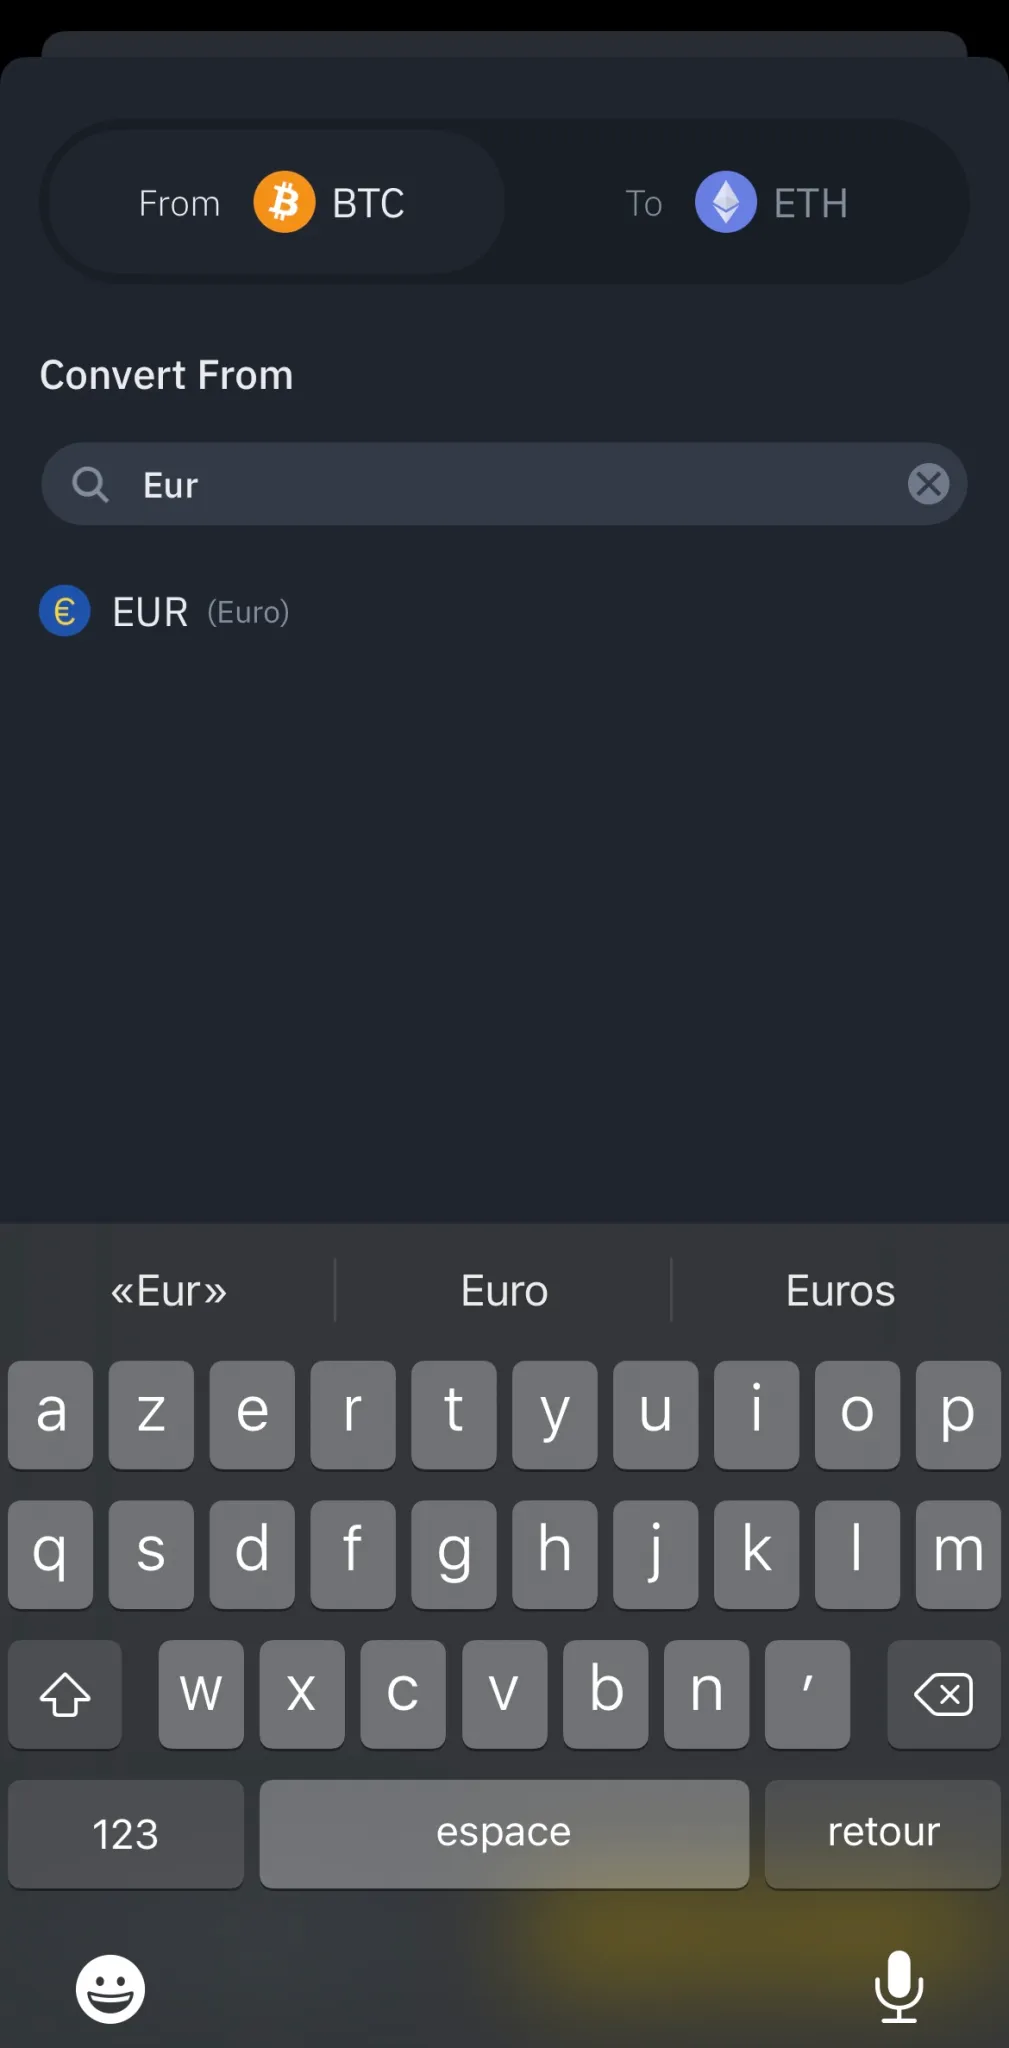 From BTC To ETH
Convert From
Eur
€ EUR (Euro)
«Eur» Euro Euros
a z e r t y u i o p
q s d f g h j k l m
w x c v b n ′
123 espace retour